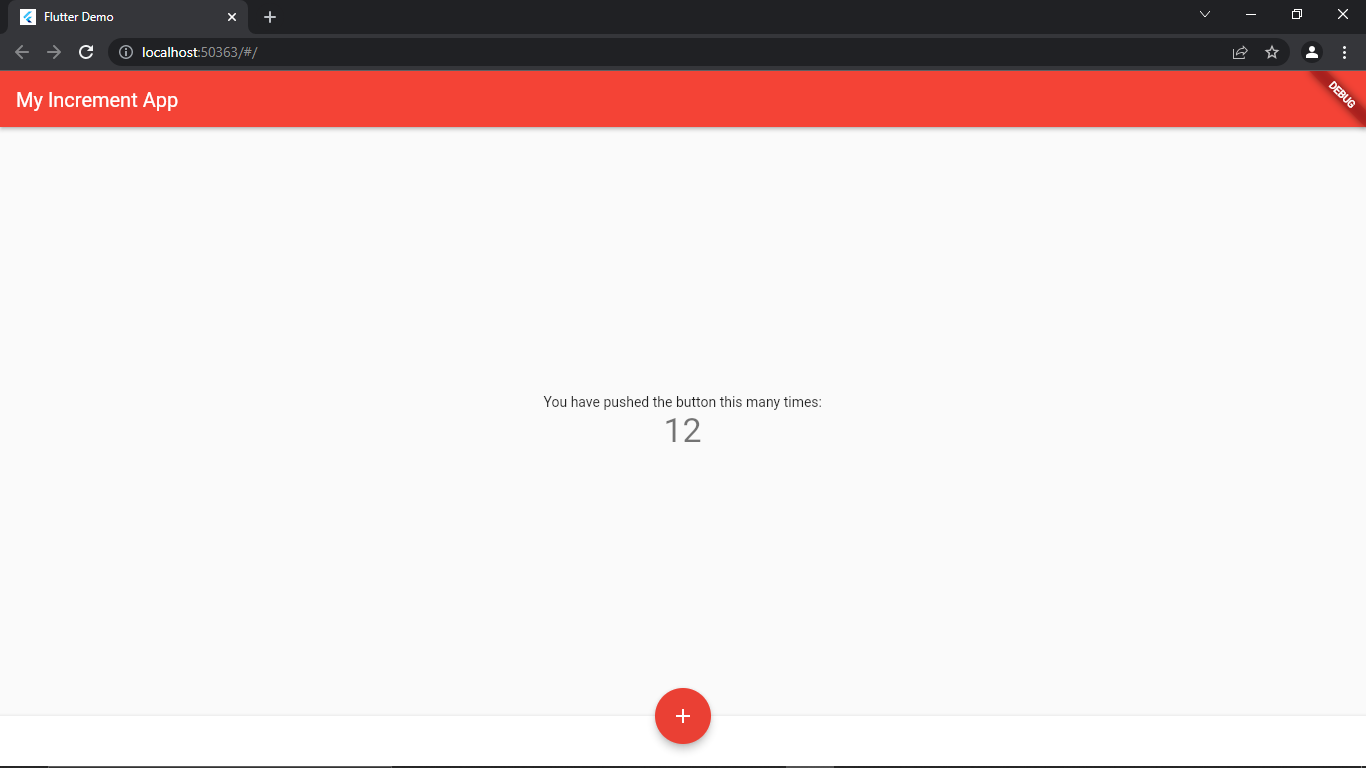 Flutter Demo
localhost:50363/#/
My Increment App
DEBUG
You have pushed the button this many times:
12